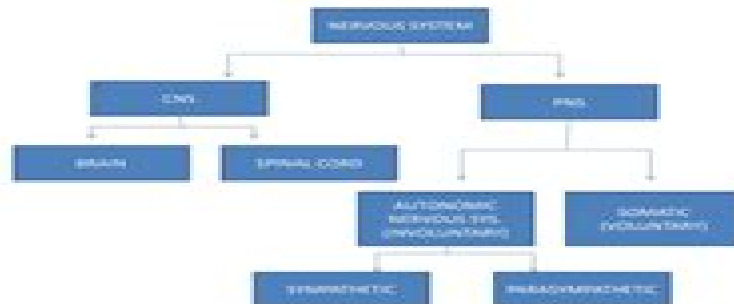 NERVOUS SYSTEM
CNS
PNS
BRAIN
SPINAL CORD
AUTONOMIC
NERVOUS SYS.
(INVOLUNTARY)
SOMATIC
(VOLUNTARY)
SYMPATHETIC
PARASYMPATHETIC